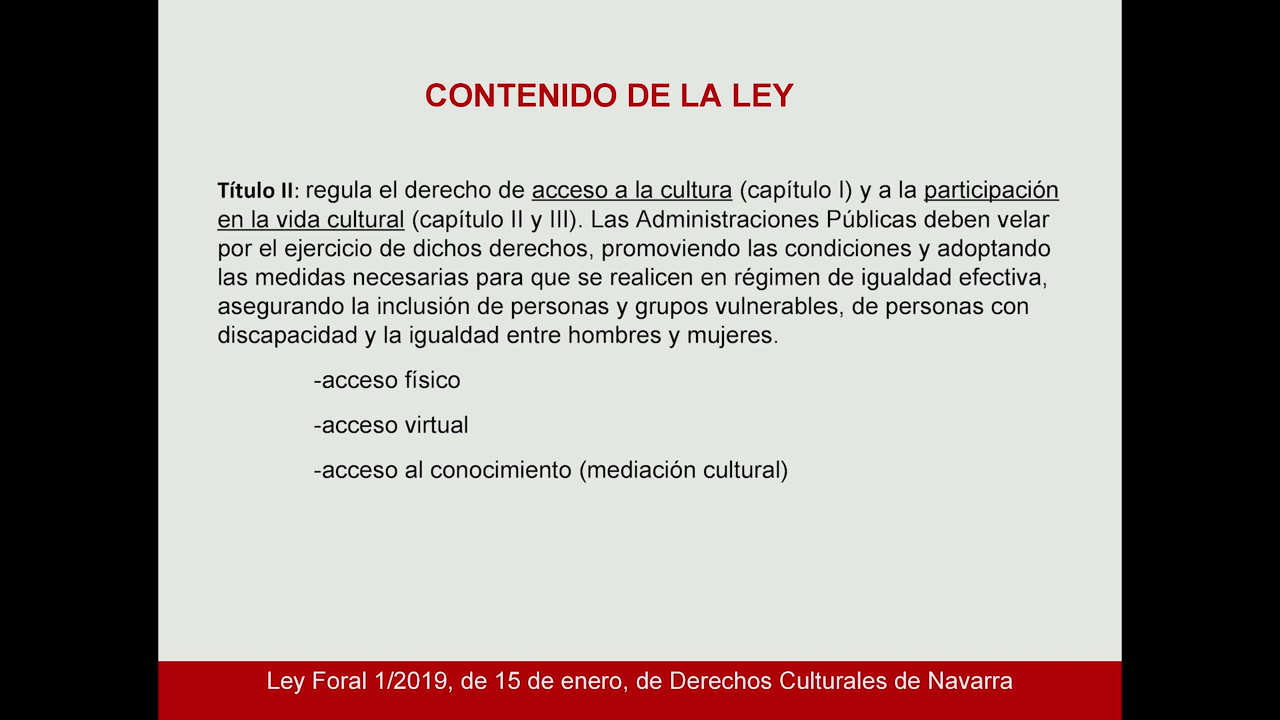 CONTENIDO DE LA LEY
Título II: regula el derecho de acceso a la cultura (capítulo I) y a la participación
en la vida cultural (capítulo II y III). Las Administraciones Públicas deben velar
por el ejercicio de dichos derechos, promoviendo las condiciones y adoptando
las medidas necesarias para que se realicen en régimen de igualdad efectiva,
asegurando la inclusión de personas y grupos vulnerables, de personas con
discapacidad y la igualdad entre hombres y mujeres.
-acceso físico
-acceso virtual
-acceso al conocimiento (mediación cultural)
Ley Foral 1/2019, de 15 de enero, de Derechos Culturales de Navarra